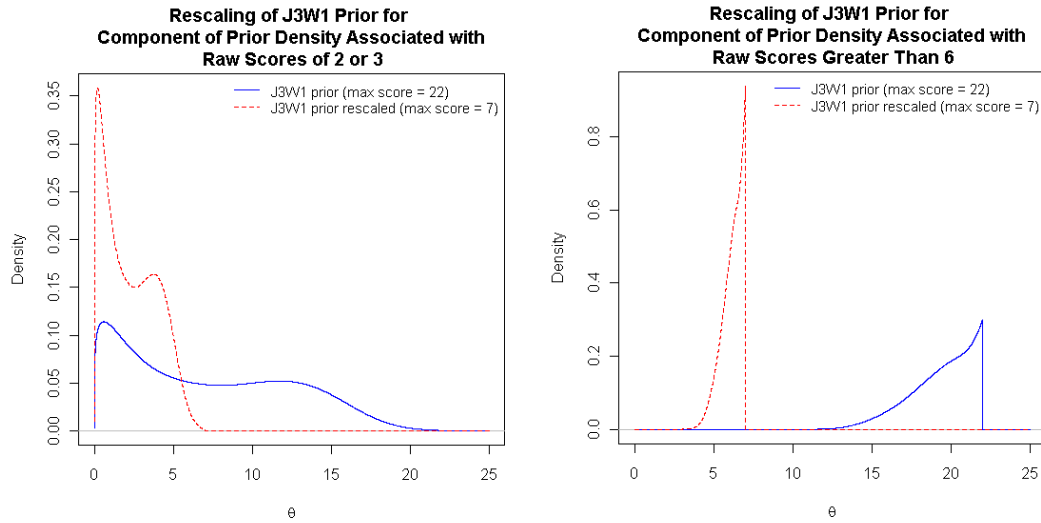 Rescaling of J3W1 Prior for
Component of Prior Density Associated with
Raw Scores of 2 or 3
J3W1 prior (max score = 22)
J3W1 prior rescaled (max score = 7)
Density
0.35
0.30
0.25
0.20
0.15
0.10
0.05
0.00
0 5 10 15 20 25
θ
Rescaling of J3W1 Prior for
Component of Prior Density Associated with
Raw Scores Greater Than 6
J3W1 prior (max score = 22)
J3W1 prior rescaled (max score = 7)
Density
0.8
0.6
0.4
0.2
0.0
0 5 10 15 20 25
θ